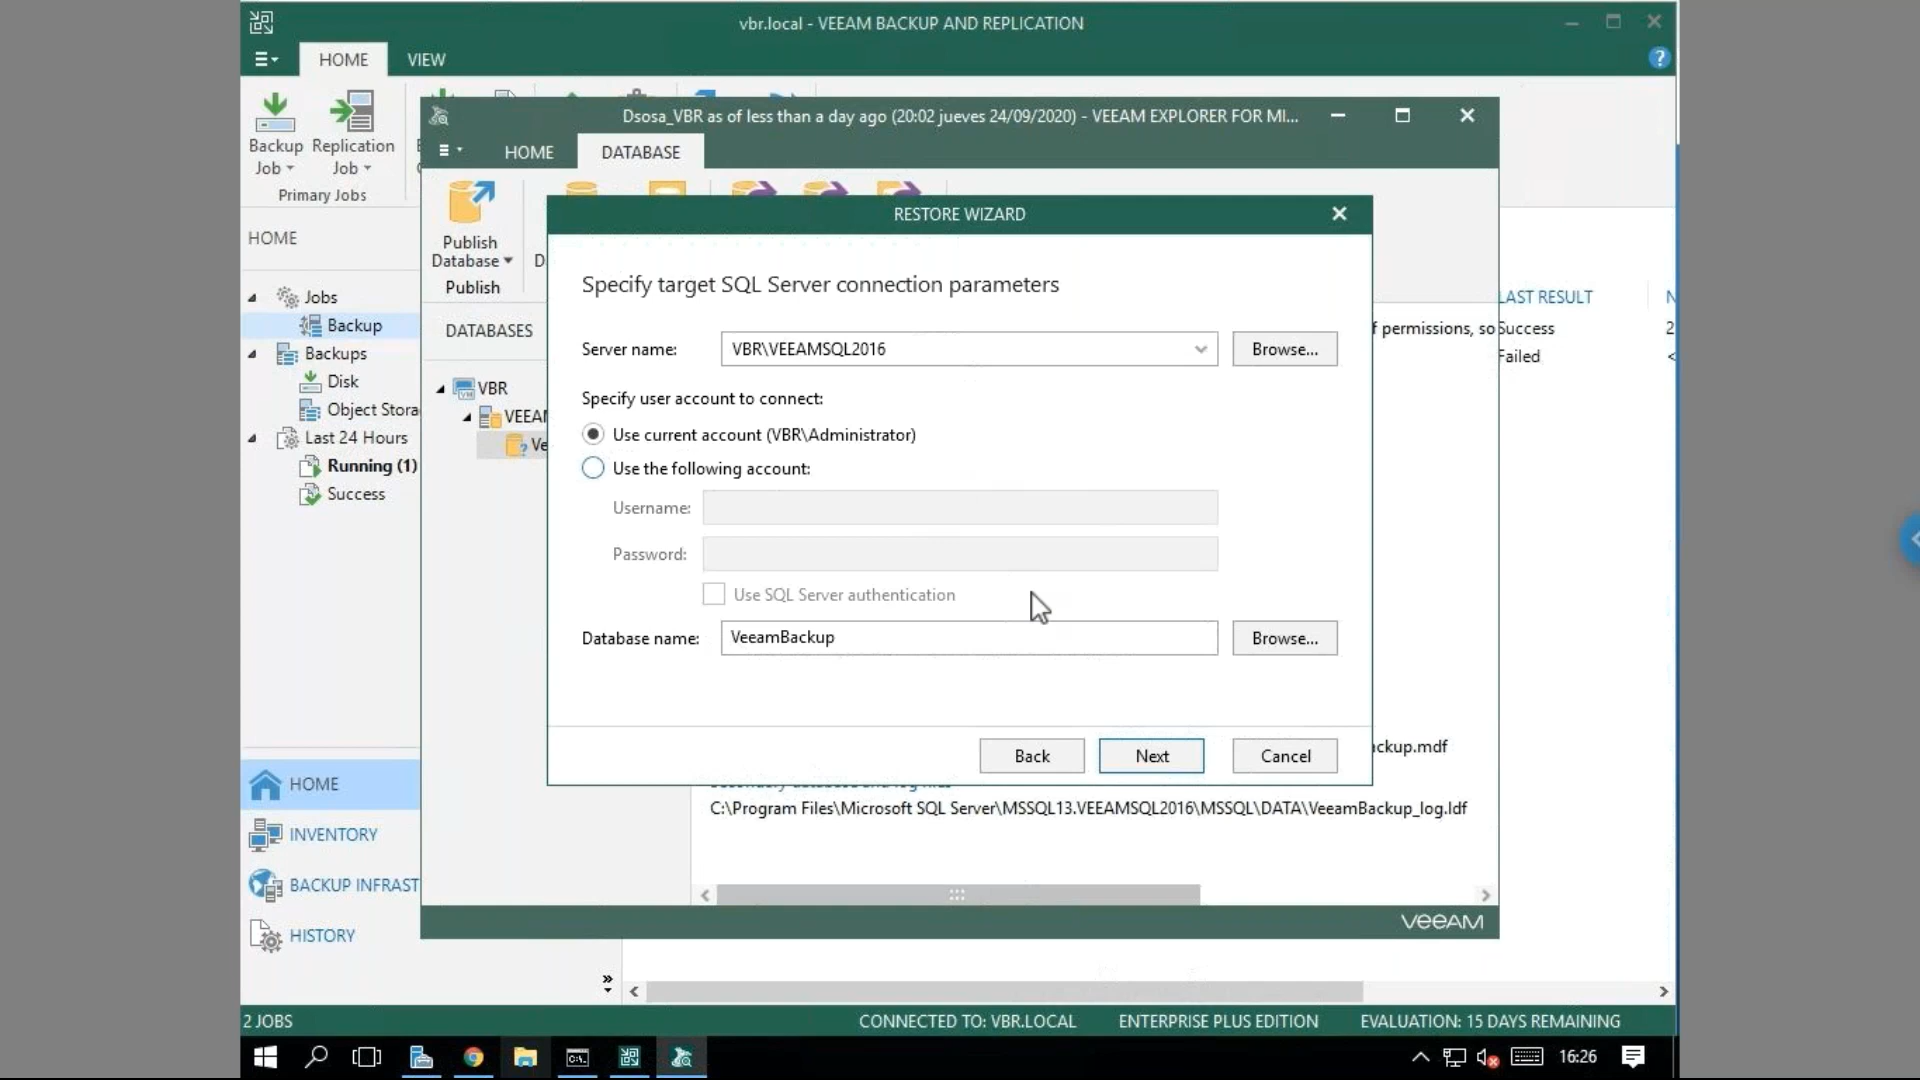 vbr.local - VEEAM BACKUP AND REPLICATION
HOME
VIEW
Backup Job
Replication Job
Primary Jobs
HOME
Jobs
Backup
Backups
Disk
Object Stora
Last 24 Hours
Running (1)
Success
HOME
INVENTORY
BACKUP INFRAST
HISTORY
LAST RESULT
N
f permissions, so
Success
2
Failed
<
Dsosa_VBR as of less than a day ago (20:02 jueves 24/09/2020) - VEEAM EXPLORER FOR MI...
HOME
DATABASE
Publish
Database
D
Publish
DATABASES
VBR
VEEAM
Ve
RESTORE WIZARD
Specify target SQL Server connection parameters
Server name:
VBR\VEEAMSQL2016
Browse...
Specify user account to connect:
Use current account (VBR\Administrator)
Use the following account:
Username:
Password:
Use SQL Server authentication
Database name:
VeeamBackup
Browse...
Back
Next
Cancel
ckup.mdf
C:\Program Files\Microsoft SQL Server\MSSQL13.VEEAMSQL2016\MSSQL\DATA\VeeamBackup_log.ldf
veeam
2 JOBS
CONNECTED TO: VBR.LOCAL
ENTERPRISE PLUS EDITION
EVALUATION: 15 DAYS REMAINING
16:26